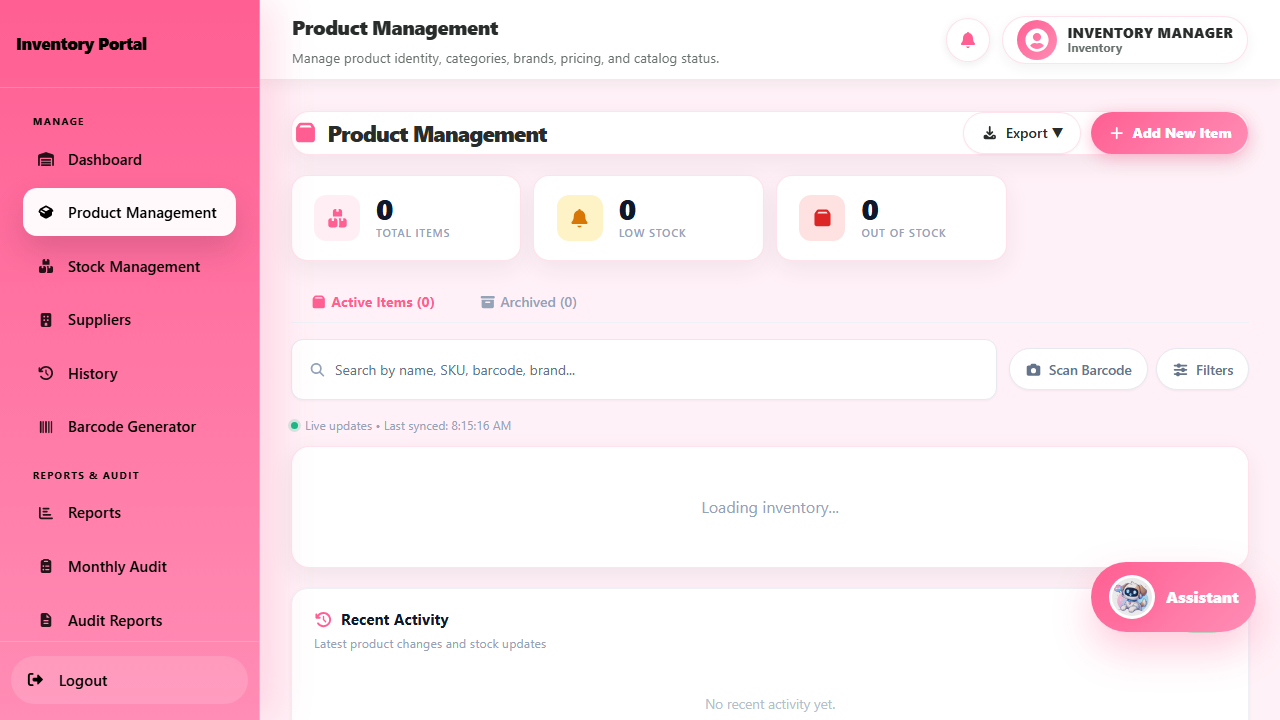 Inventory Portal
MANAGE
Dashboard
Product Management
Stock Management
Suppliers
History
Barcode Generator
REPORTS & AUDIT
Reports
Monthly Audit
Audit Reports
Logout
Product Management
Manage product identity, categories, brands, pricing, and catalog status.
INVENTORY MANAGER
Inventory
Product Management
Export ▼
Add New Item
0
TOTAL ITEMS
0
LOW STOCK
0
OUT OF STOCK
Active Items (0)
Archived (0)
Search by name, SKU, barcode, brand...
Scan Barcode
Filters
Live updates • Last synced: 8:15:16 AM
Loading inventory...
Recent Activity
Latest product changes and stock updates
No recent activity yet.
Assistant